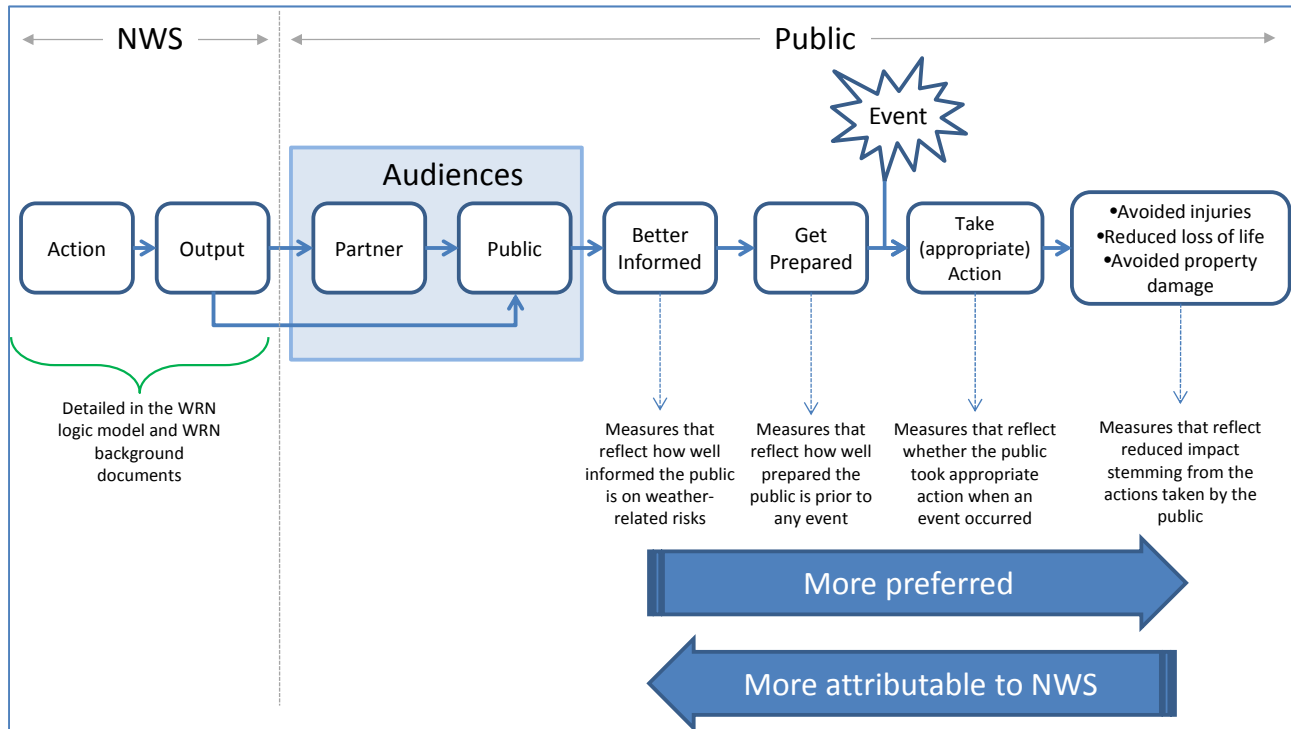 NWS
Public
Event
Audiences
Action
Output
Partner
Public
Better
Informed
Get
Prepared
Take
(appropriate)
Action
•Avoided injuries
•Reduced loss of life
•Avoided property
damage
Detailed in the WRN
logic model and WRN
background
documents
Measures that
reflect how well
informed the public
is on weather-
related risks
Measures that
reflect how well
prepared the
public is prior to
any event
Measures that reflect
whether the public
took appropriate
action when an
event occurred
Measures that reflect
reduced impact
stemming from the
actions taken by the
public
More preferred
More attributable to NWS